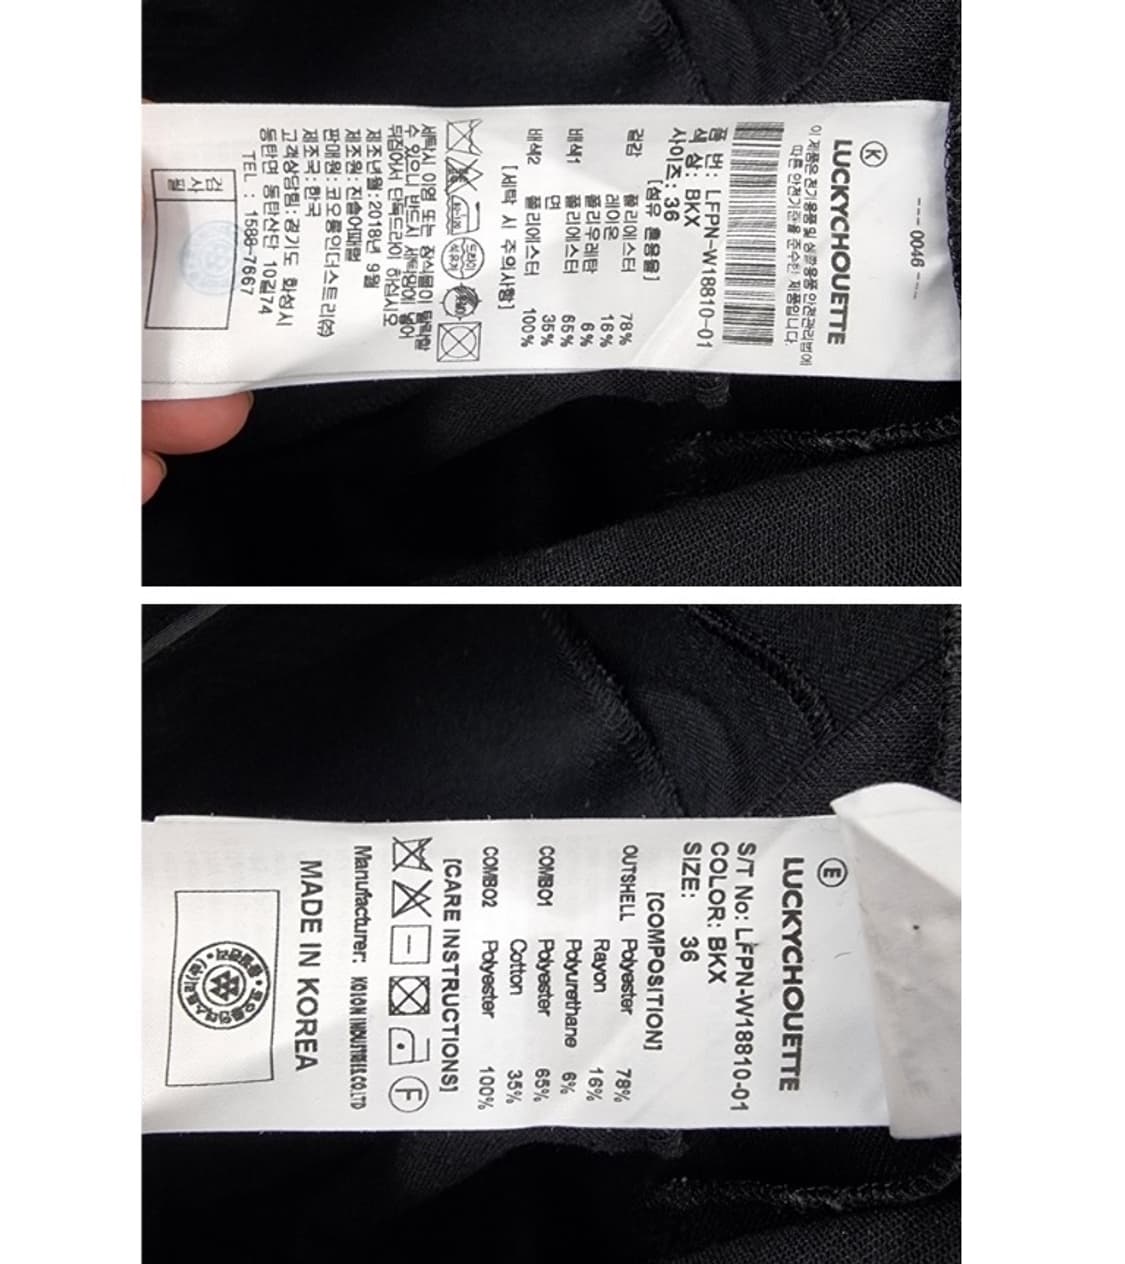 --- 0046 ---
K
LUCKYCHOUETTE
이 제품은 전기용품 및 생활용품 안전관리법에
따른 안전기준을 준수한 제품입니다.
품 번: LFPN-W18810-01
색 상: BKX
사이즈: 36
[섬유 혼용율]
겉감 폴리에스터 78%
레이온 16%
폴리우레탄 6%
배색1 폴리에스터 65%
면 35%
배색2 폴리에스터 100%
[세탁 시 주의사항]
드라이
석유계
세탁시 이염 또는 장식물이 탈락할
수 있으니 반드시 세탁망에 넣어
뒤집어서 단독드라이 하십시오
제조년월: 2018년 9월
제조원: 진솔어패럴
판매원: 코오롱인더스트리(주)
제조국: 한국
고객상담팀: 경기도 화성시
동탄면 동탄산단 10길74
TEL : 1588-7667
검사필
E
LUCKYCHOUETTE
S/T No: LFPN-W18810-01
COLOR: BKX
SIZE: 36
[COMPOSITION]
OUTSHELL Polyester 78%
Rayon 16%
Polyurethane 6%
COMBO1 Polyester 65%
Cotton 35%
COMBO2 Polyester 100%
[CARE INSTRUCTIONS]
F
Manufacturer: KOLON INDUSTRIES.CO.LTD
MADE IN KOREA